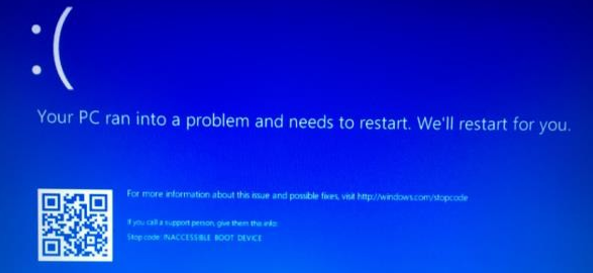 :(
Your PC ran into a problem and needs to restart. We'll restart for you.
For more information about this issue and possible fixes, visit http://windows.com/stopcode
If you call a support person, give them this info:
Stop code: INACCESSIBLE BOOT DEVICE